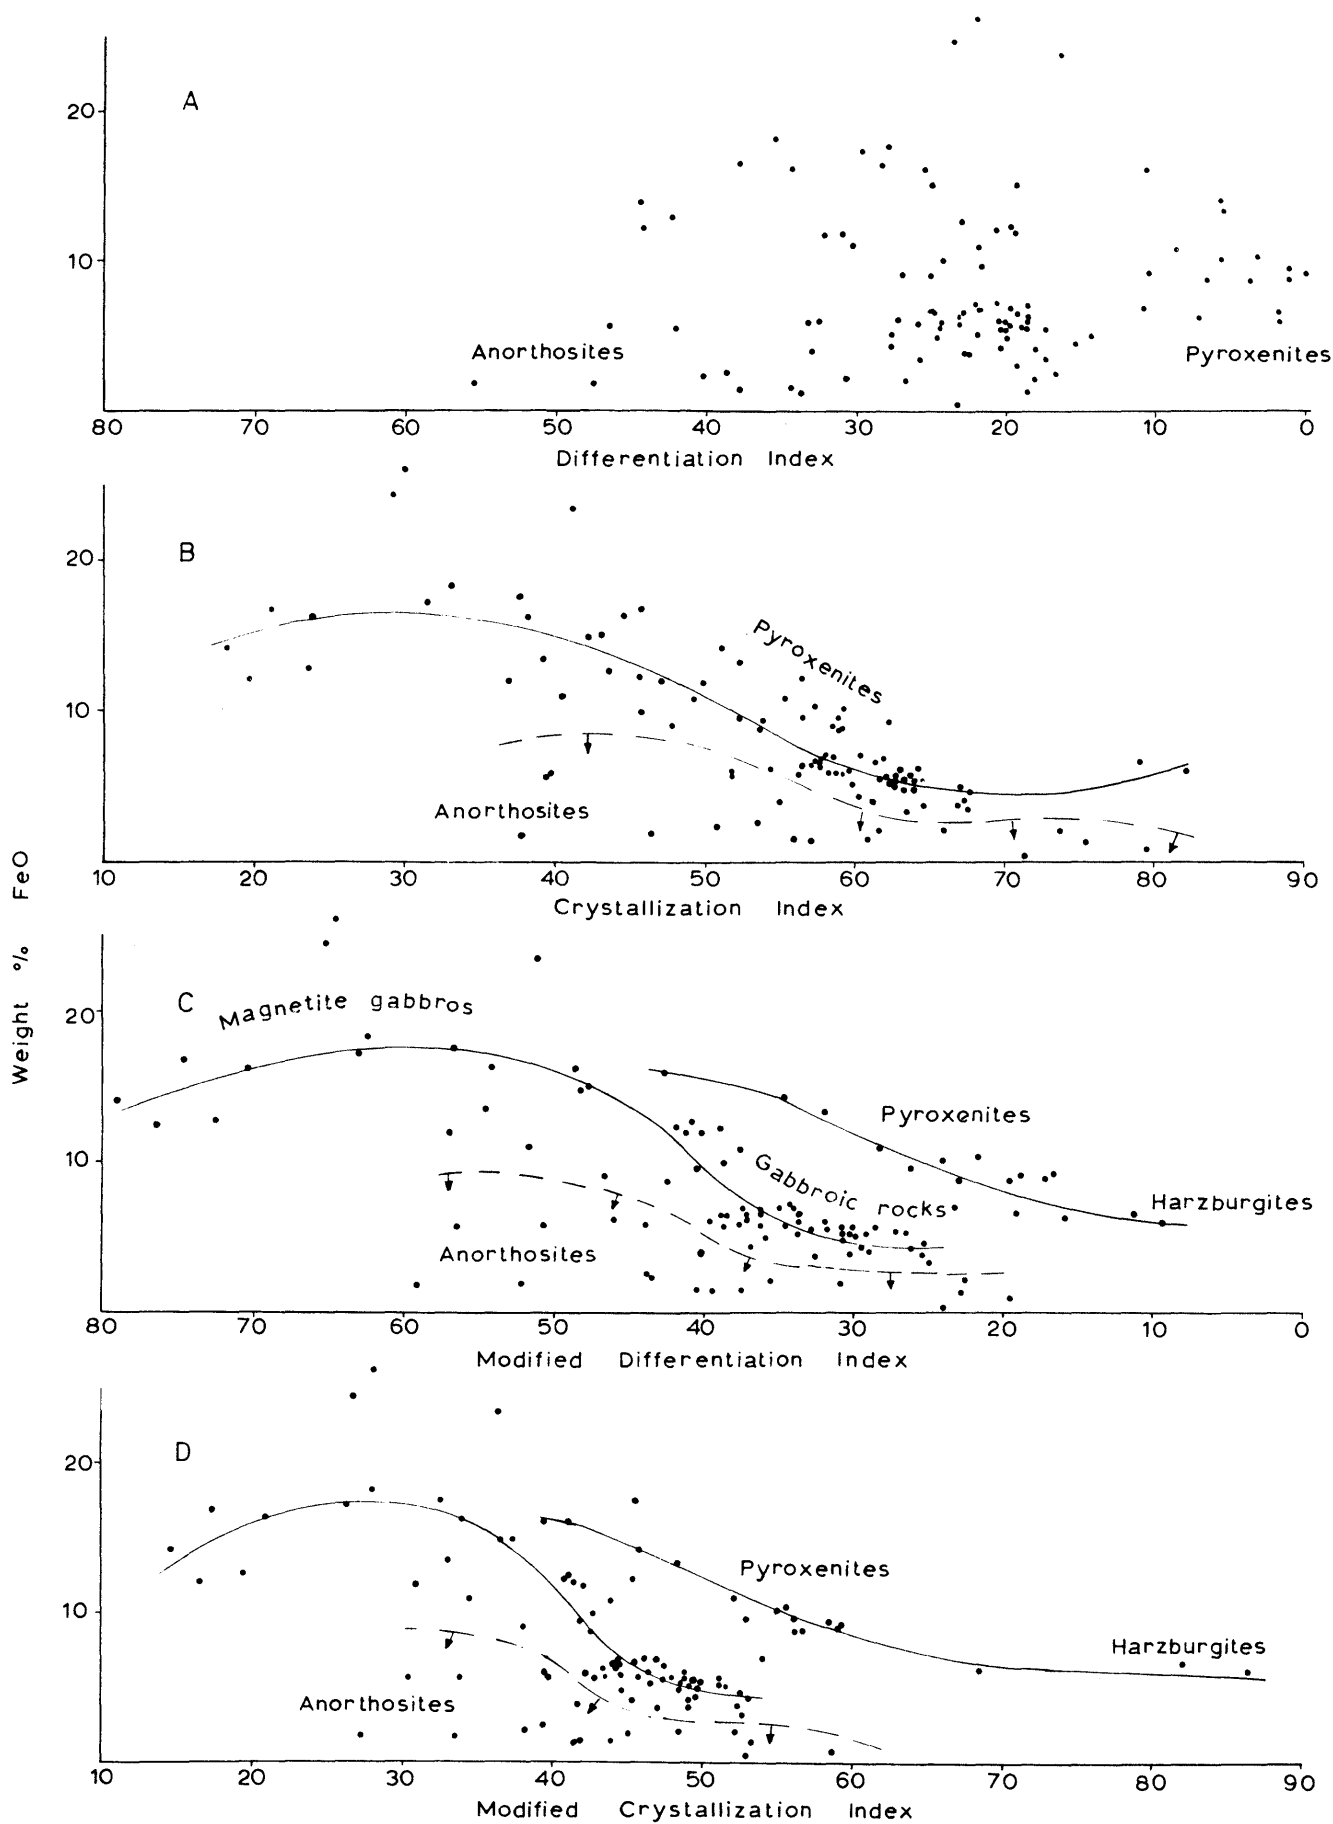 A
20
10
Anorthosites
Pyroxenites
80 70 60 50 40 30 20 10 0
Differentiation Index
B
20
Pyroxenites
10
Anorthosites
10 20 30 40 50 60 70 80 90
Crystallization Index
Weight % FeO
C
Magnetite gabbros
20
Pyroxenites
10
Gabbroic rocks
Harzburgites
Anorthosites
80 70 60 50 40 30 20 10 0
Modified Differentiation Index
D
20
Pyroxenites
10
Harzburgites
Anorthosites
10 20 30 40 50 60 70 80 90
Modified Crystallization Index